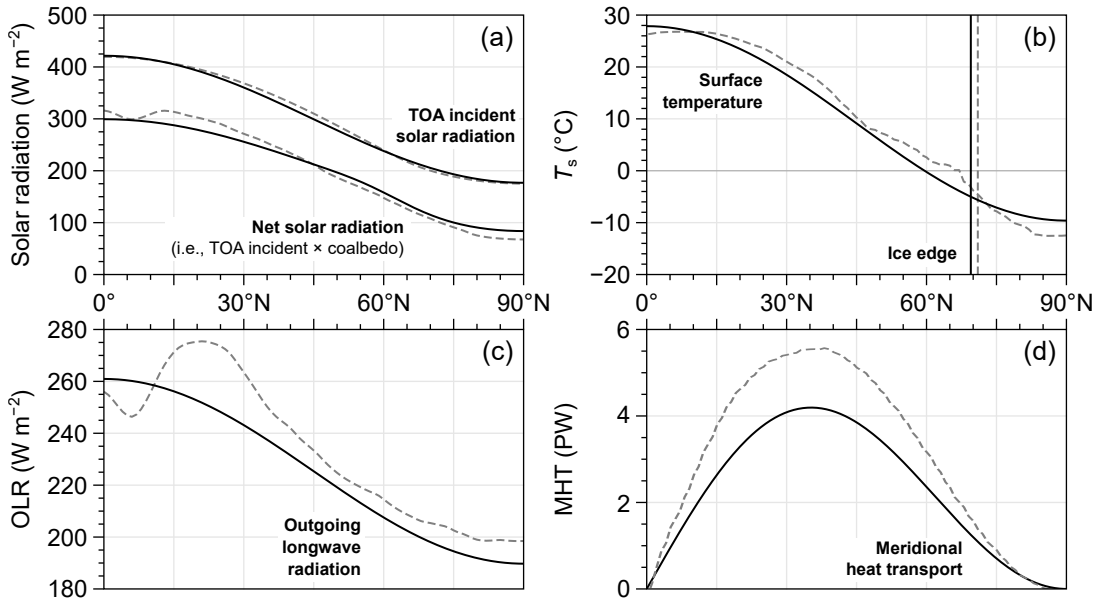 500
400
300
200
100
0
Solar radiation (W m⁻²)
(a)
TOA incident
solar radiation
Net solar radiation
(i.e., TOA incident × coalbedo)
0°
30°N
60°N
90°N
30
20
10
0
−10
−20
Tₛ (°C)
(b)
Surface
temperature
Ice edge
0°
30°N
60°N
90°N
280
260
240
220
200
180
OLR (W m⁻²)
(c)
Outgoing
longwave
radiation
6
4
2
0
MHT (PW)
(d)
Meridional
heat transport